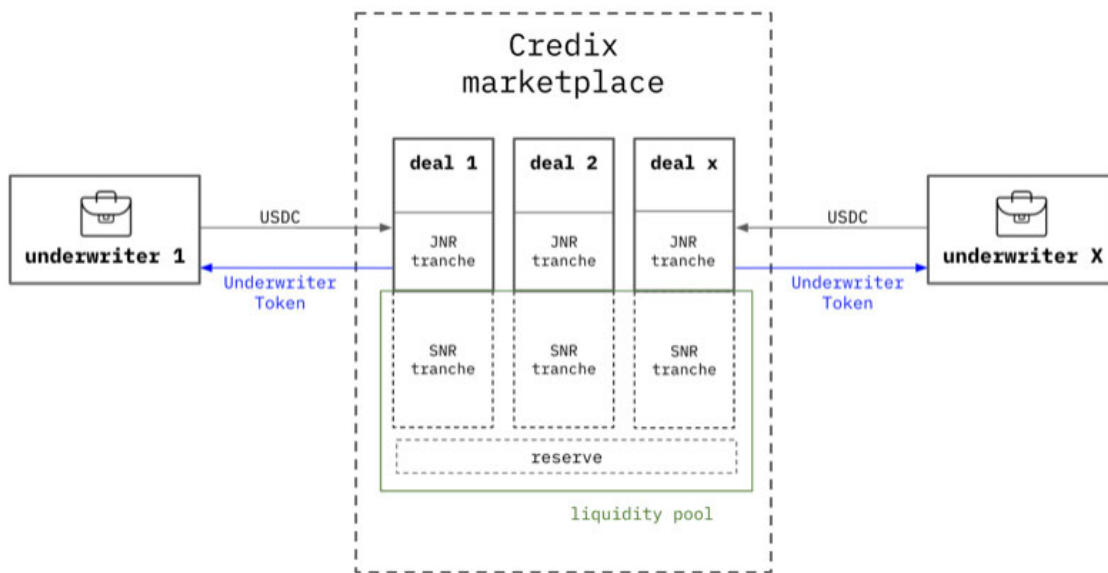 Credix
marketplace
deal 1
deal 2
deal x
USDC
USDC
underwriter 1
JNR
tranche
JNR
tranche
JNR
tranche
underwriter X
Underwriter
Token
Underwriter
Token
SNR
tranche
SNR
tranche
SNR
tranche
reserve
liquidity pool